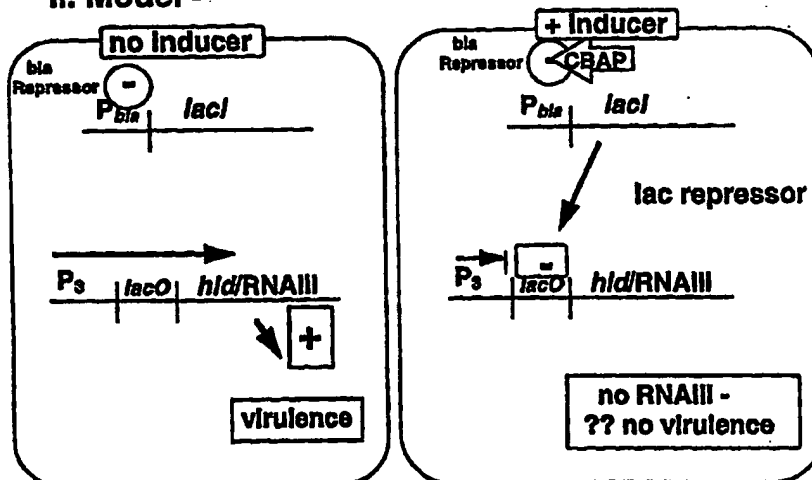 II. Model -
no inducer
bla
Repressor
-
Pbla lacI
P3 lacO hld/RNAIII
+
virulence
+ inducer
bla
Repressor
- CBAP
Pbla lacI
lac repressor
-
P3 lacO hld/RNAIII
no RNAIII -
?? no virulence